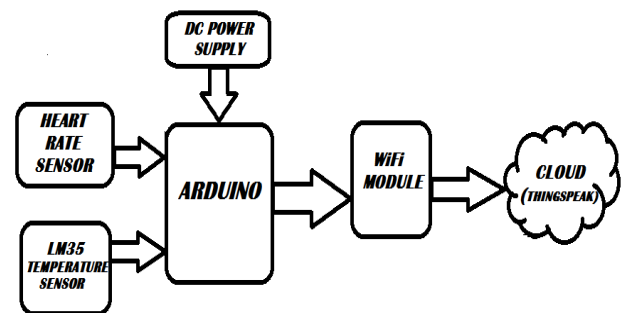 DC POWER
SUPPLY
HEART
RATE
SENSOR
ARDUINO
WiFi
MODULE
CLOUD
(THINGSPEAK)
LM35
TEMPERATURE
SENSOR